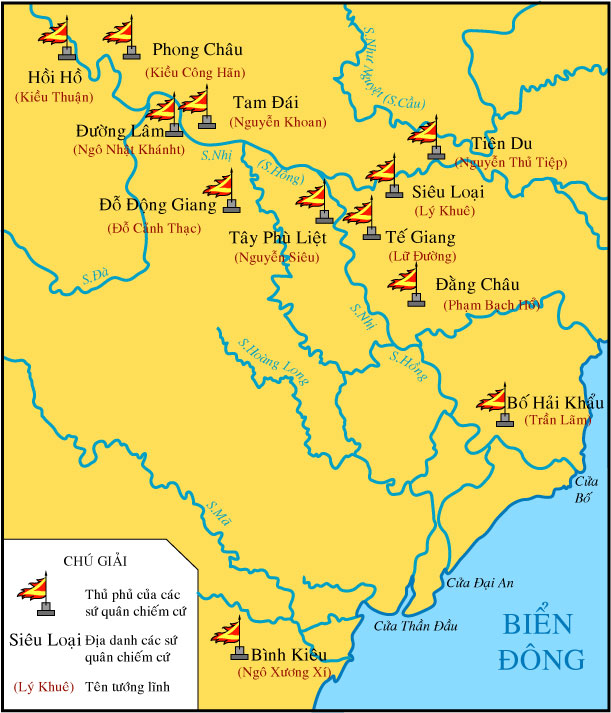 Hồi Hồ
(Kiều Thuận)
Phong Châu
(Kiều Công Hãn)
S.Như Nguyệt (S.Cầu)
Đường Lâm
(Ngô Nhật Khánht)
Tam Đái
(Nguyễn Khoan)
Tiên Du
(Nguyễn Thủ Tiệp)
S.Nhị
(S.Hồng)
Siêu Loại
(Lý Khuê)
Đỗ Động Giang
(Đỗ Cảnh Thạc)
Tây Phù Liệt
(Nguyễn Siêu)
Tế Giang
(Lữ Đường)
S.Đà
Đằng Châu
(Phạm Bạch Hổ)
S.Nhị
S.Hồng
S.Hoàng Long
Bố Hải Khẩu
(Trần Lãm)
Cửa
Bố
S.Mã
Cửa Đại An
Cửa Thần Đầu
BIỂN
ĐÔNG
Bình Kiều
(Ngô Xương Xí)
CHÚ GIẢI
Thủ phủ của các
sứ quân chiếm cứ
Siêu Loại
Địa danh các sứ
quân chiếm cứ
(Lý Khuê)
Tên tướng lĩnh